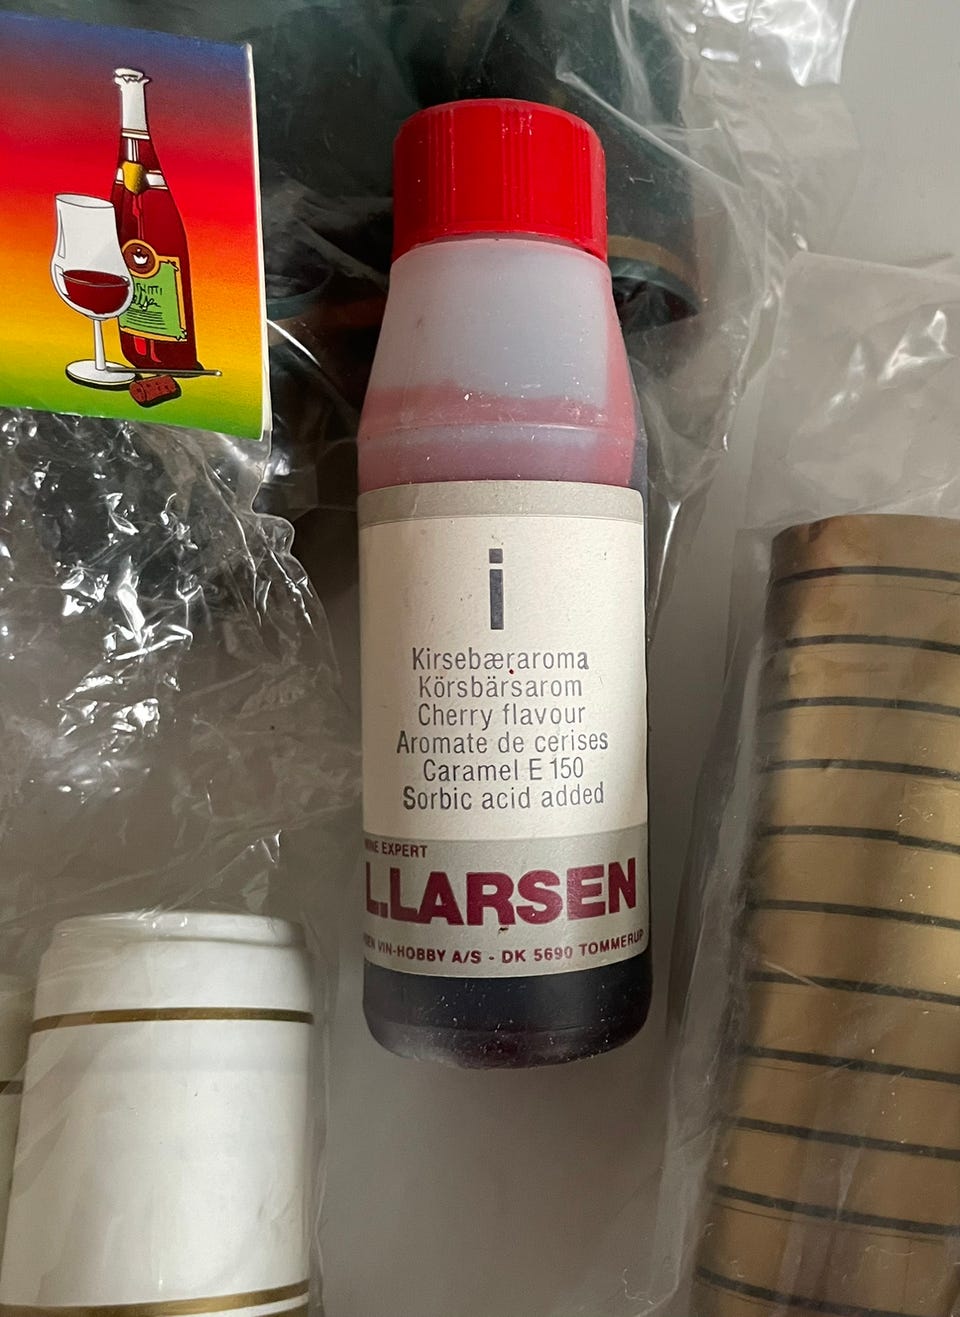 i
Kirsebæraroma
Körsbärsarom
Cherry flavour
Aromate de cerises
Caramel E 150
Sorbic acid added
EXPERT
L.LARSEN
VIN-HOBBY A/S - DK 5690 TOMMERUP